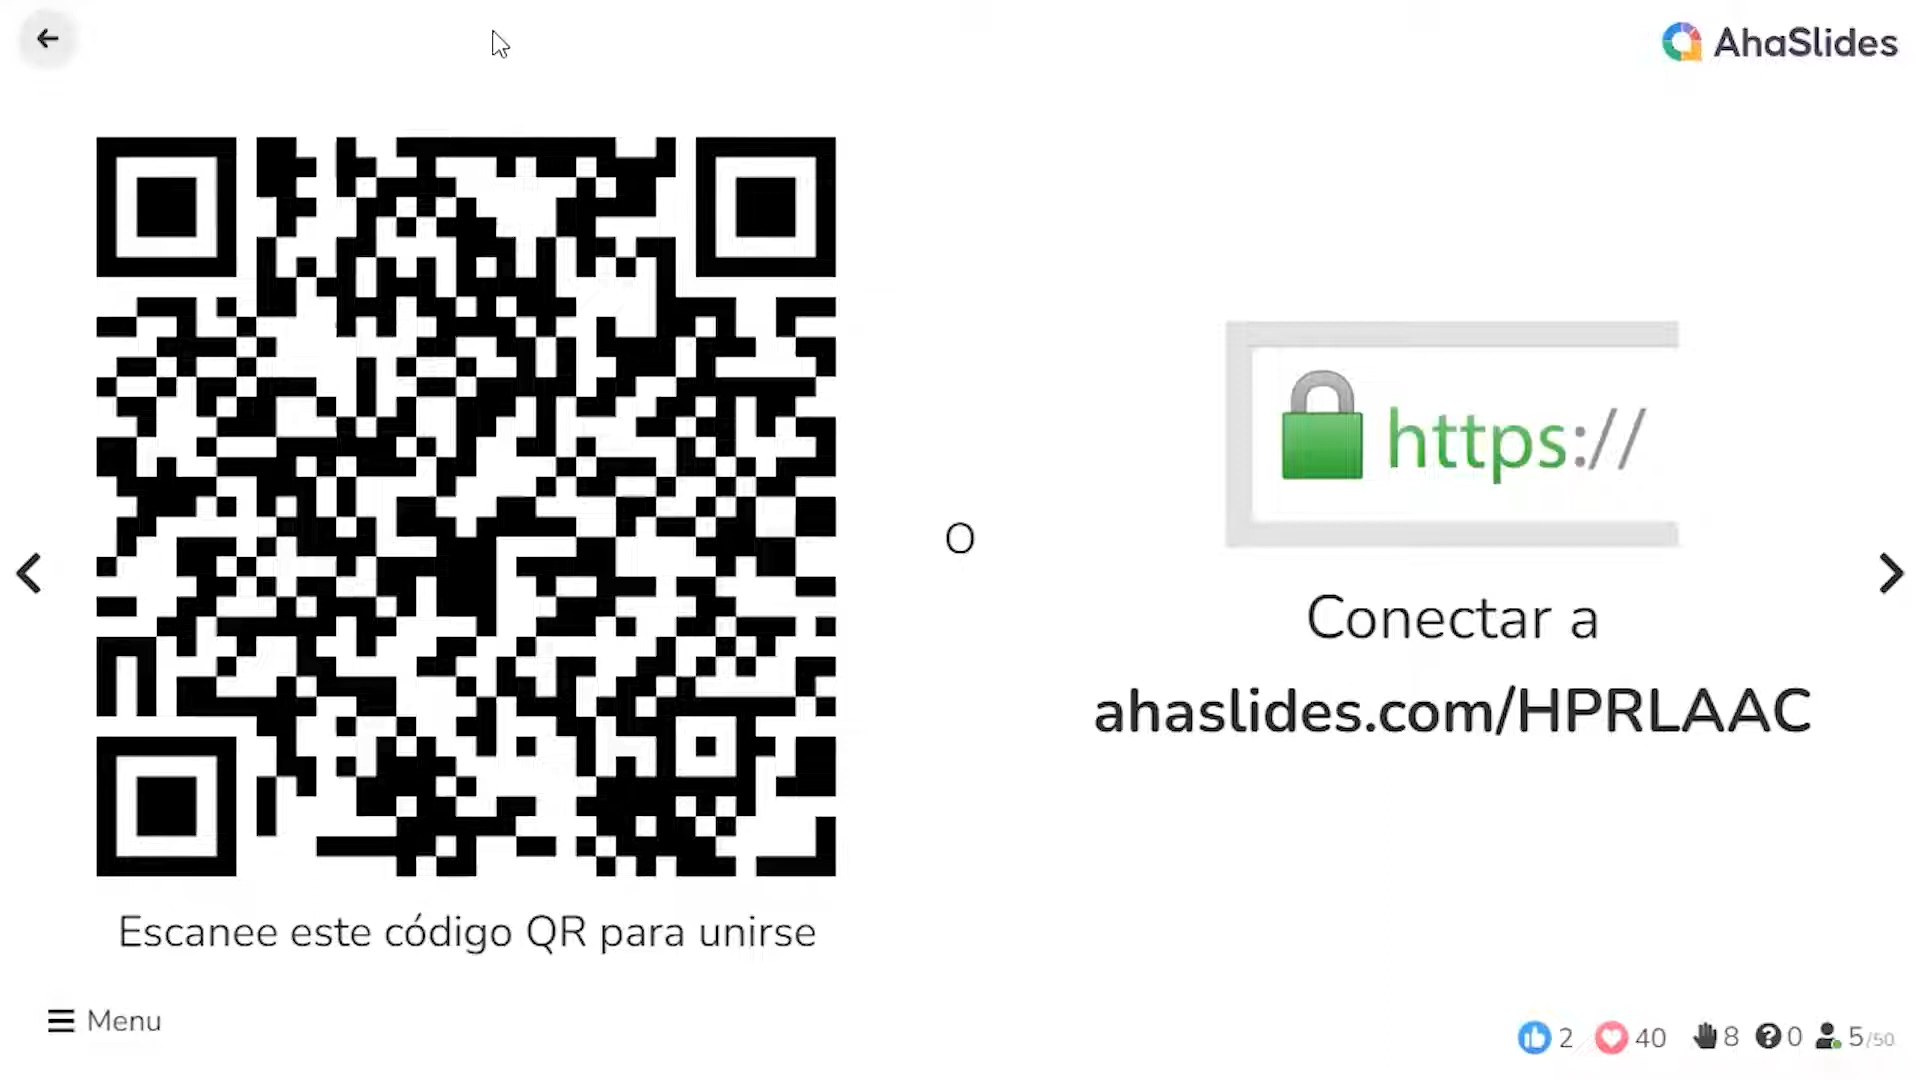 AhaSlides
https://
O
Conectar a
ahaslides.com/HPRLAAC
Escanee este código QR para unirse
Menu
2 40 8 0 5/50